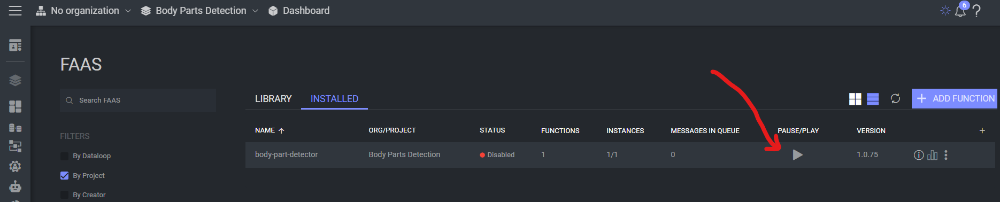 No organization Body Parts Detection Dashboard 6
FAAS
Search FAAS
LIBRARY INSTALLED
ADD FUNCTION
NAME ORG/PROJECT STATUS FUNCTIONS INSTANCES MESSAGES IN QUEUE PAUSE/PLAY VERSION
body-part-detector Body Parts Detection Disabled 1 1/1 0 1.0.75
FILTERS
By Dataloop
By Project
By Creator